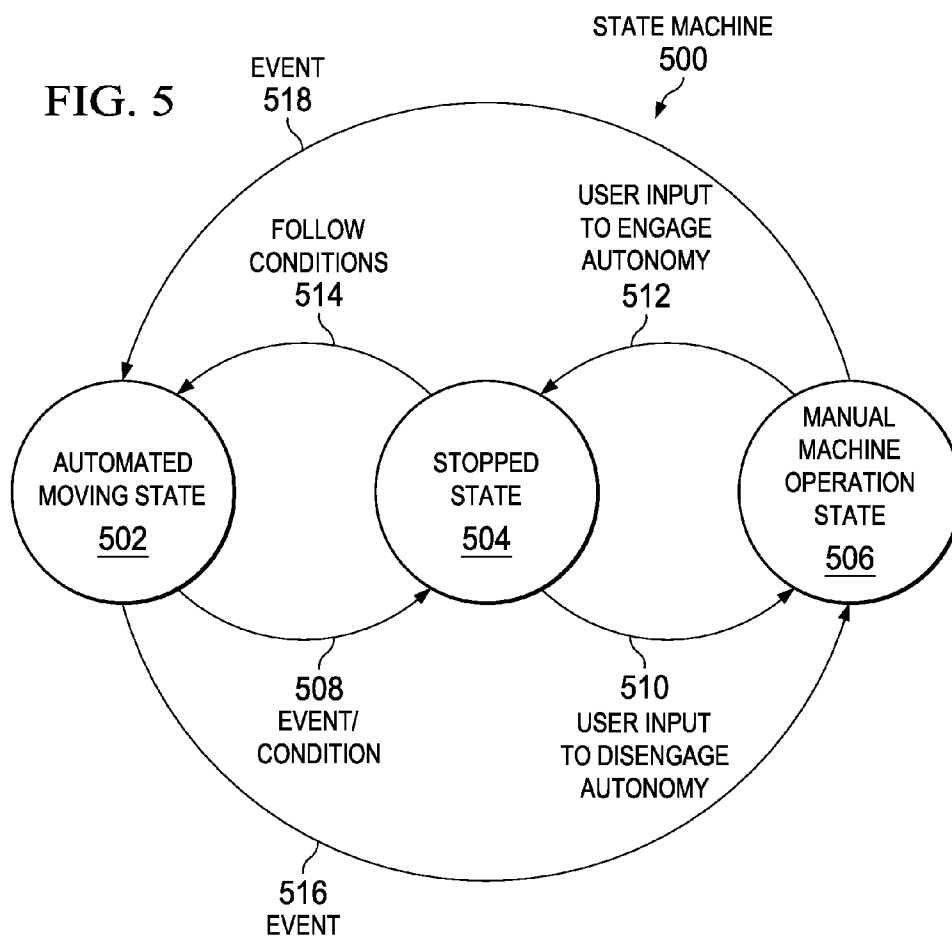 STATE MACHINE
500
EVENT
518
FIG. 5
USER INPUT
TO ENGAGE
AUTONOMY
512
FOLLOW
CONDITIONS
514
AUTOMATED
MOVING STATE
502
STOPPED
STATE
504
MANUAL
MACHINE
OPERATION
STATE
506
508
EVENT/
CONDITION
510
USER INPUT
TO DISENGAGE
AUTONOMY
516
EVENT